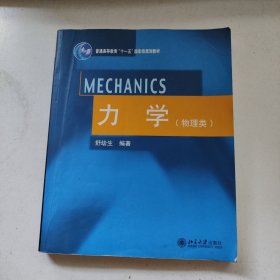 普通高等教育“十一五”国家级规划教材
MECHANICS
力 学（物理类）
舒幼生 编著
北京大学出版社